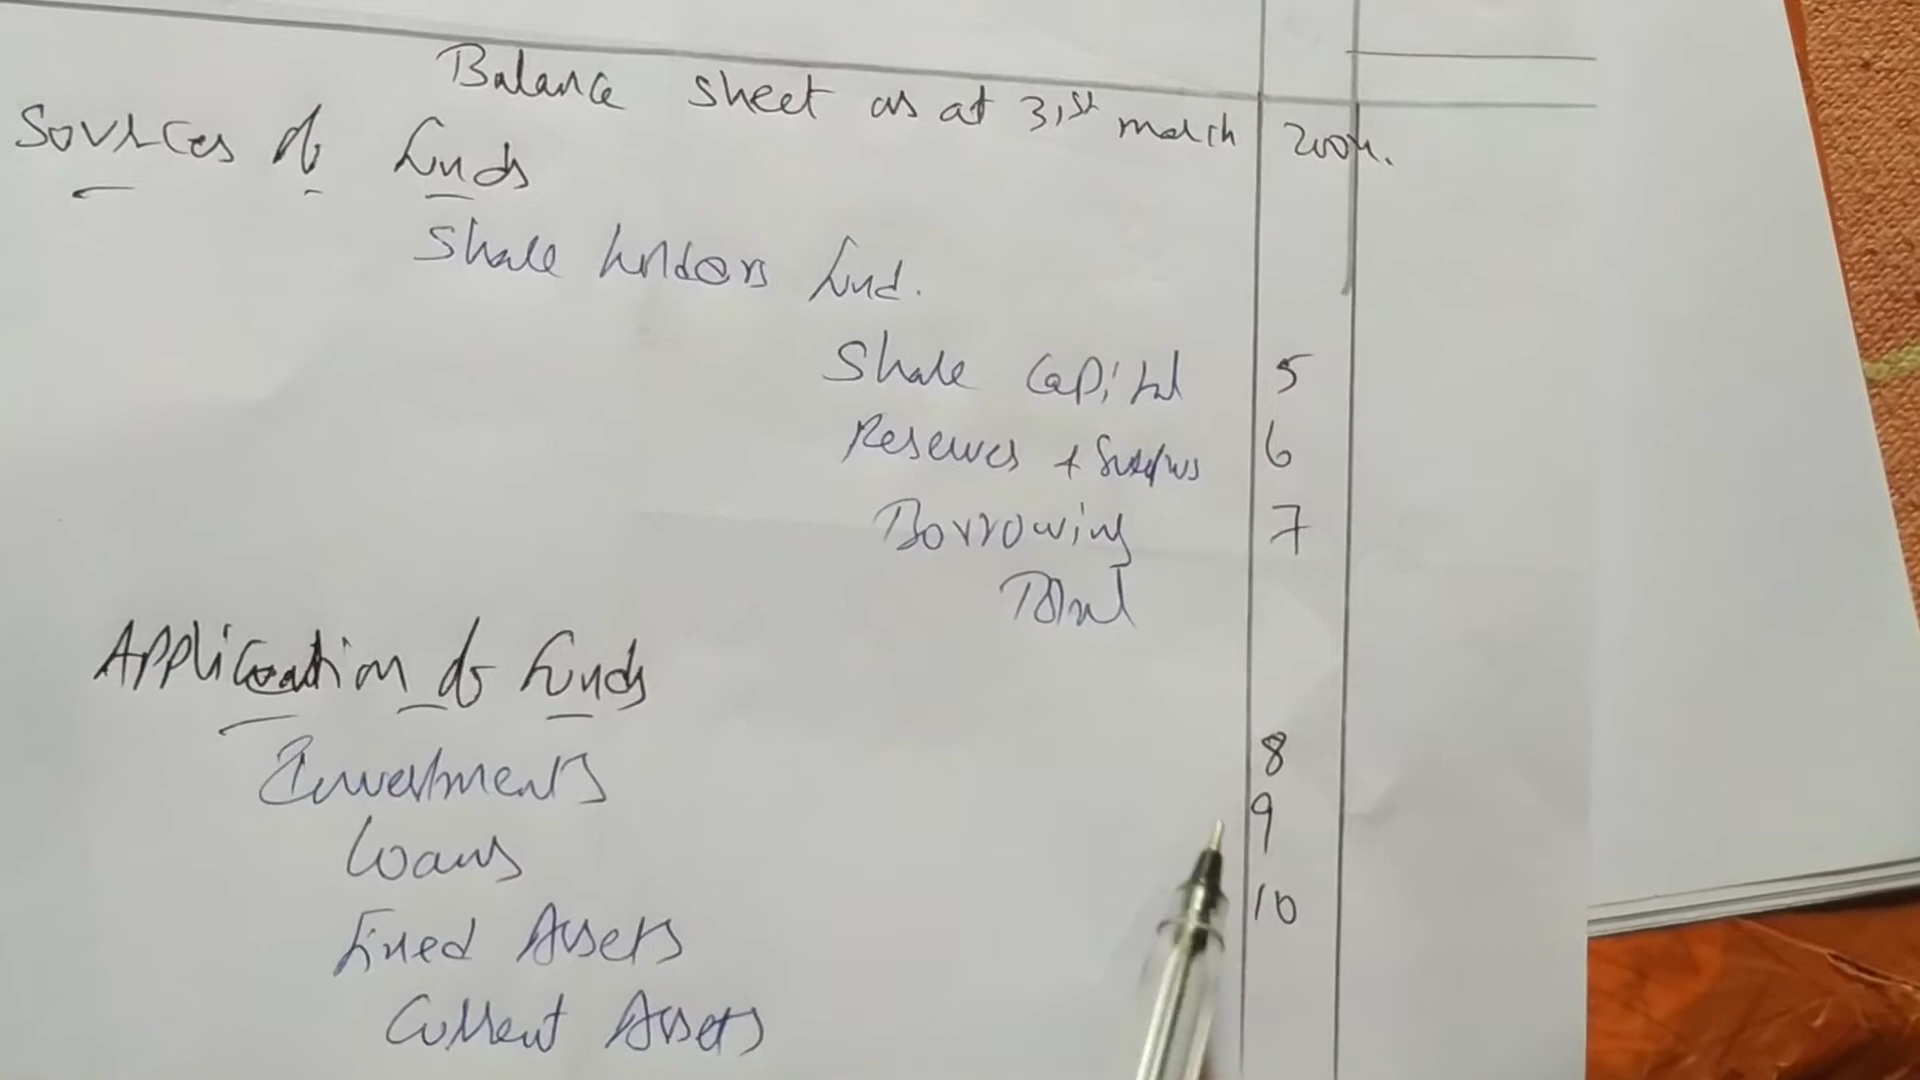 Balance sheet as at 31st march 200x.
Sources of funds
Share holders fund.
Share Capital 5
Reserves + Surplus 6
Borrowing 7
Total
Application of Funds
Investments 8
Loans 9
Fixed Assets 10
Current Assets